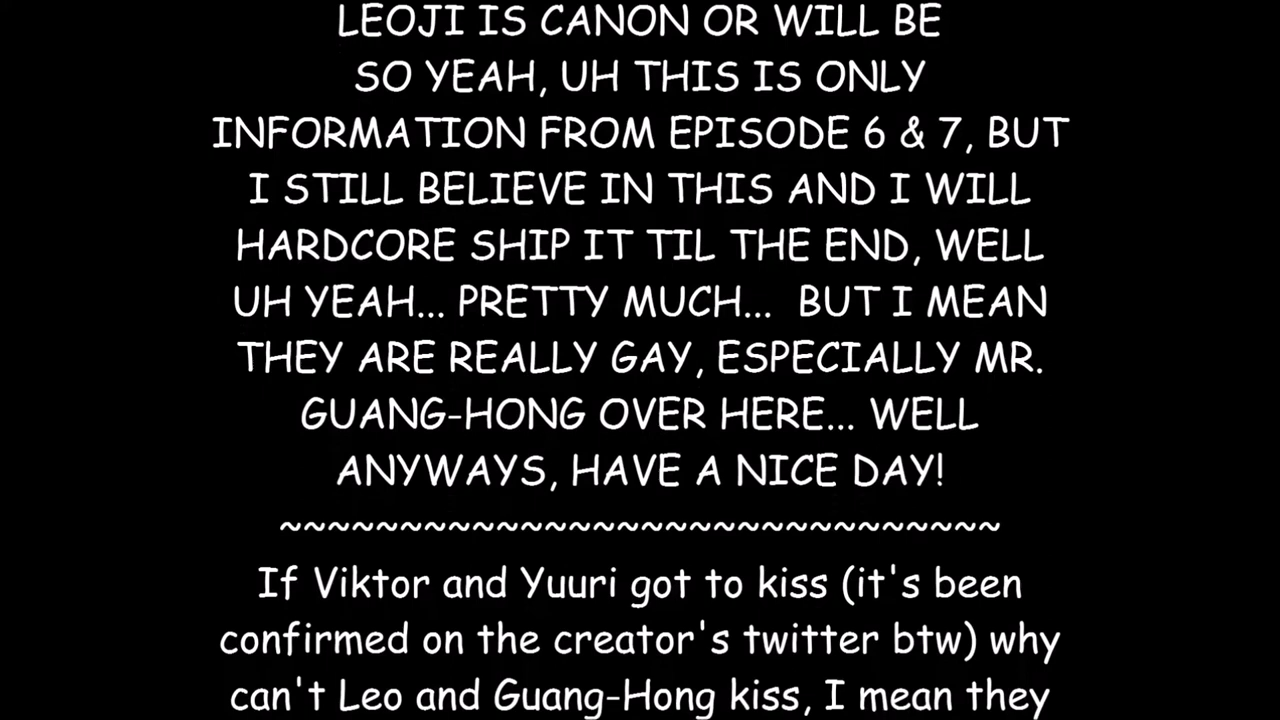 LEOJI IS CANON OR WILL BE
SO YEAH, UH THIS IS ONLY
INFORMATION FROM EPISODE 6 & 7, BUT
I STILL BELIEVE IN THIS AND I WILL
HARDCORE SHIP IT TIL THE END, WELL
UH YEAH... PRETTY MUCH... BUT I MEAN
THEY ARE REALLY GAY, ESPECIALLY MR.
GUANG-HONG OVER HERE... WELL
ANYWAYS, HAVE A NICE DAY!
~~~~~~~~~~~~~~~~~~~~~~~~~~~~~~
If Viktor and Yuuri got to kiss (it's been
confirmed on the creator's twitter btw) why
can't Leo and Guang-Hong kiss, I mean they